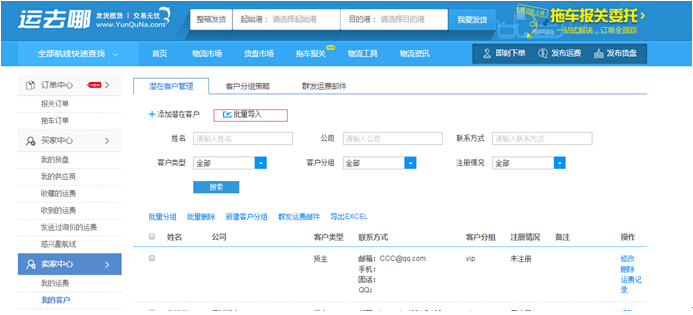 运去哪 发货揽货 | 交易无忧
www.YunQuNa.com
整箱发货 起始港: 请选择起始港 目的港: 请选择目的港 我要发货
拖车报关委托
一站式解决, 订单全跟踪
全部航线快速查找 首页 物流市场 货盘市场 拖车报关 物流工具 物流资讯 即刻下单 发布运费 发布货盘
订单中心
报关订单
拖车订单
买家中心
我的货盘
我的供应商
收藏的运费
收到的运费
发送过询价的运费
感兴趣航线
卖家中心
我的运费
我的客户
潜在客户管理 客户分组策略 群发运费邮件
添加潜在客户 批量导入
姓名 请输入姓名 公司 请输入公司 联系方式 请输入联系方式
客户类型 全部 客户分组 全部 注册情况 全部
搜索
批量分组 批量删除 新建客户分组 群发运费邮件 导出EXCEL
姓名 公司 客户类型 联系方式 客户分组 注册情况 备注 操作
货主 邮箱: CCC@qq.com vip 未注册 修改
手机: 删除
固话: 运费记
QQ: 录